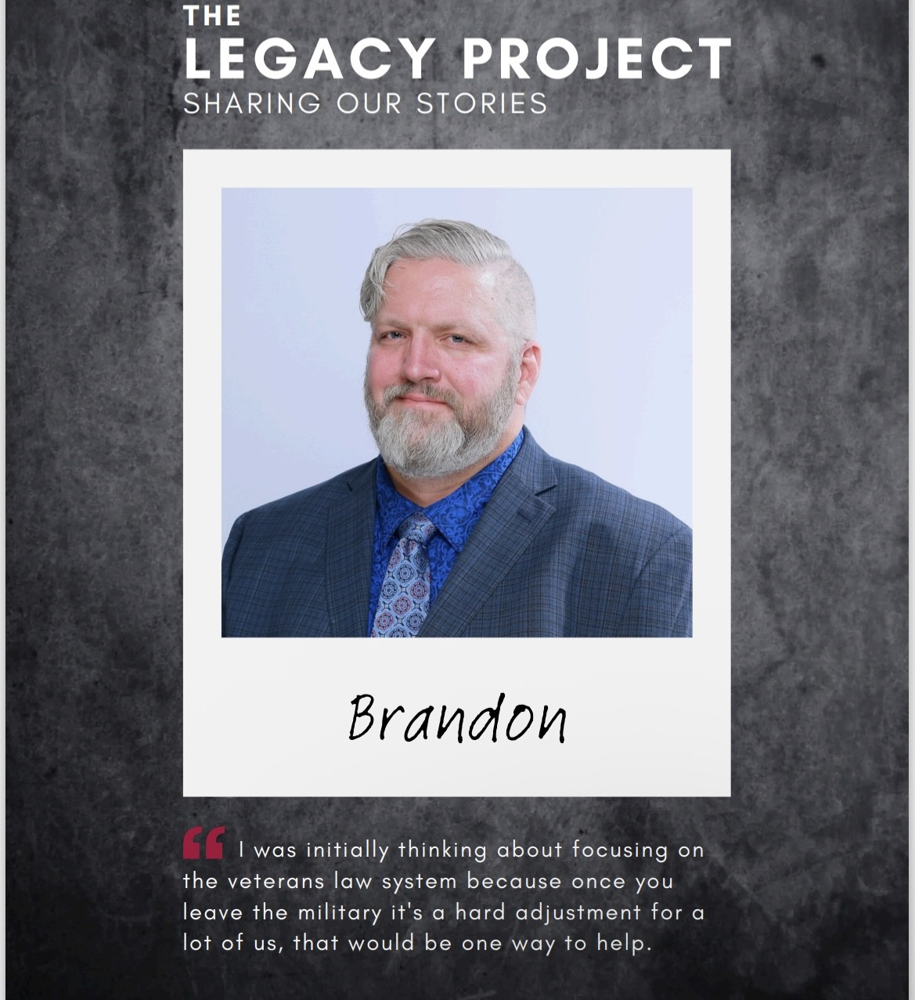 THE
LEGACY PROJECT
SHARING OUR STORIES
Brandon
“ I was initially thinking about focusing on
the veterans law system because once you
leave the military it's a hard adjustment for a
lot of us, that would be one way to help.